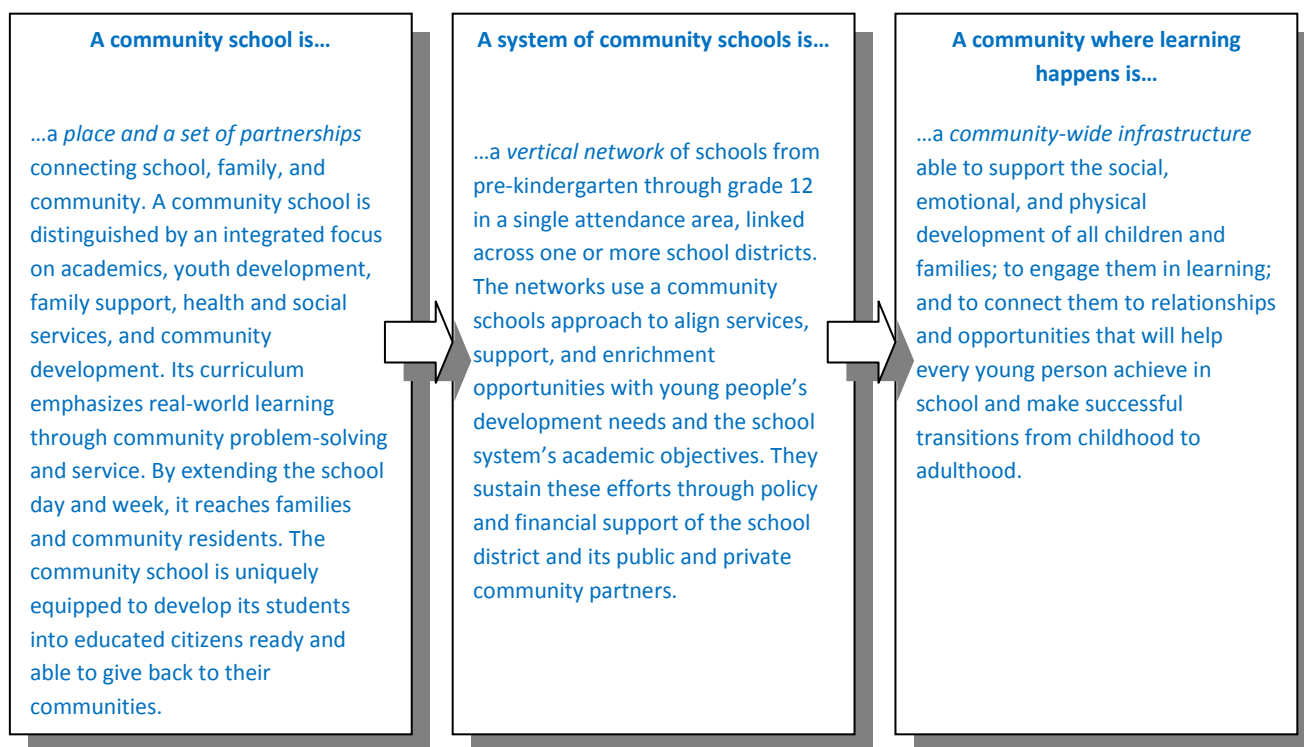 A community school is…
…a place and a set of partnerships
connecting school, family, and
community. A community school is
distinguished by an integrated focus
on academics, youth development,
family support, health and social
services, and community
development. Its curriculum
emphasizes real-world learning
through community problem-solving
and service. By extending the school
day and week, it reaches families
and community residents. The
community school is uniquely
equipped to develop its students
into educated citizens ready and
able to give back to their
communities.
A system of community schools is…
…a vertical network of schools from
pre-kindergarten through grade 12
in a single attendance area, linked
across one or more school districts.
The networks use a community
schools approach to align services,
support, and enrichment
opportunities with young people’s
development needs and the school
system’s academic objectives. They
sustain these efforts through policy
and financial support of the school
district and its public and private
community partners.
A community where learning
happens is…
…a community-wide infrastructure
able to support the social,
emotional, and physical
development of all children and
families; to engage them in learning;
and to connect them to relationships
and opportunities that will help
every young person achieve in
school and make successful
transitions from childhood to
adulthood.